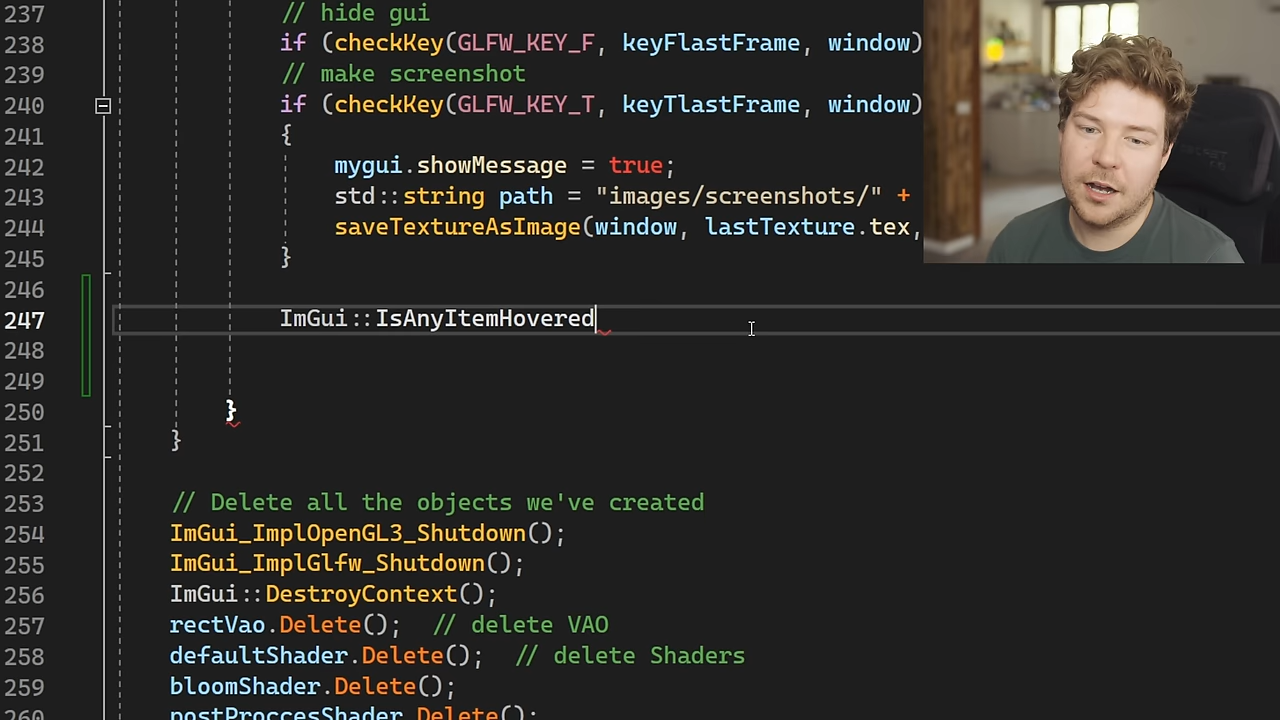 237 // hide gui
238 if (checkKey(GLFW_KEY_F, keyFlastFrame, window)
239 // make screenshot
240 if (checkKey(GLFW_KEY_T, keyTlastFrame, window)
241 {
242 mygui.showMessage = true;
243 std::string path = "images/screenshots/" +
244 saveTextureAsImage(window, lastTexture.tex,
245 }
246
247 ImGui::IsAnyItemHovered
248
249
250 }
251 }
252
253 // Delete all the objects we've created
254 ImGui_ImplOpenGL3_Shutdown();
255 ImGui_ImplGlfw_Shutdown();
256 ImGui::DestroyContext();
257 rectVao.Delete(); // delete VAO
258 defaultShader.Delete(); // delete Shaders
259 bloomShader.Delete();
260 postProccesShader.Delete();